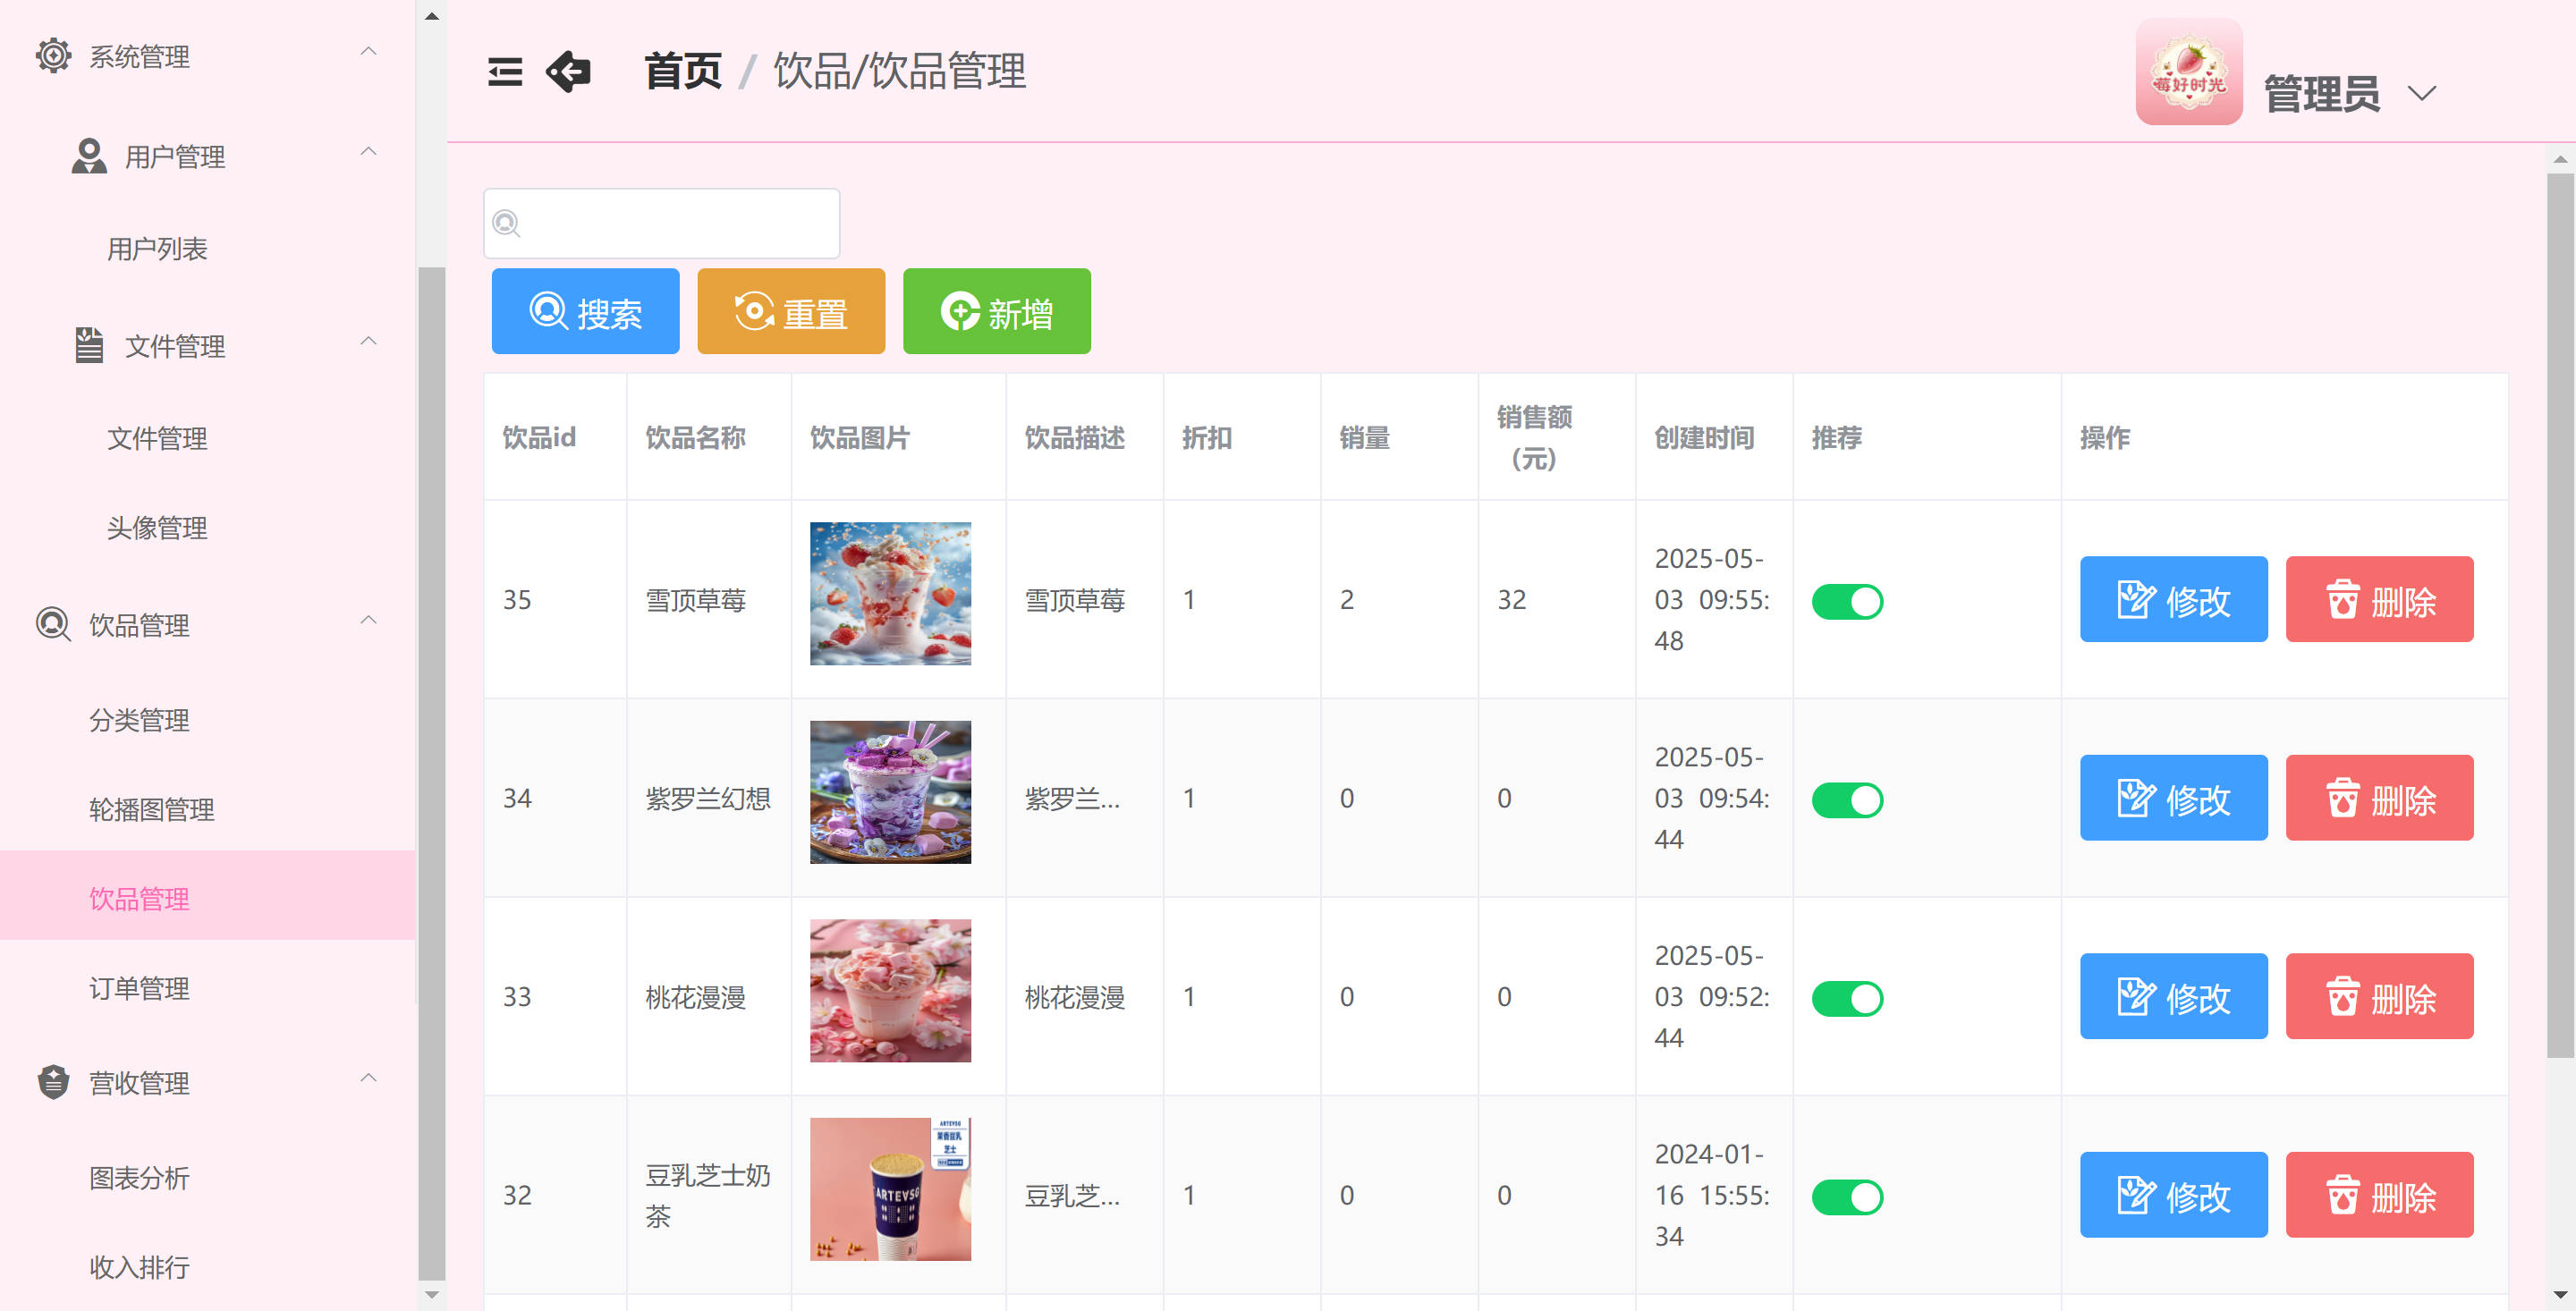 系统管理
用户管理
用户列表
文件管理
文件管理
头像管理
饮品管理
分类管理
轮播图管理
饮品管理
订单管理
营收管理
图表分析
收入排行
首页 / 饮品/饮品管理
莓好时光
管理员
搜索 重置 新增
饮品id 饮品名称 饮品图片 饮品描述 折扣 销量 销售额(元) 创建时间 推荐 操作
35 雪顶草莓 雪顶草莓 1 2 32 2025-05-03 09:55:48 修改 删除
34 紫罗兰幻想 紫罗兰... 1 0 0 2025-05-03 09:54:44 修改 删除
33 桃花漫漫 桃花漫漫 1 0 0 2025-05-03 09:52:44 修改 删除
32 豆乳芝士奶茶 豆乳芝... 1 0 0 2024-01-16 15:55:34 修改 删除
ARTEASG
芝士
ARTEASG